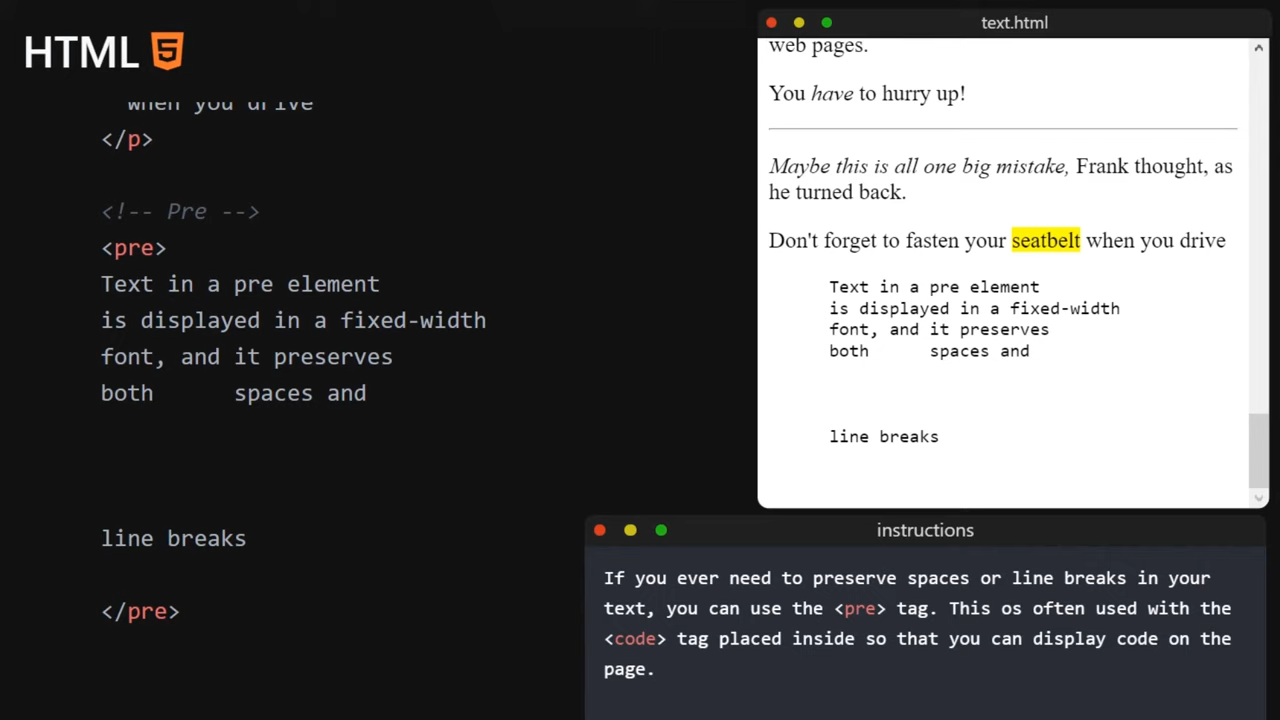 HTML 5
when you drive
</p>
<!-- Pre -->
<pre>
Text in a pre element
is displayed in a fixed-width
font, and it preserves
both      spaces and
line breaks
</pre>
text.html
web pages.
You have to hurry up!
Maybe this is all one big mistake, Frank thought, as
he turned back.
Don't forget to fasten your seatbelt when you drive
Text in a pre element
is displayed in a fixed-width
font, and it preserves
both      spaces and
line breaks
instructions
If you ever need to preserve spaces or line breaks in your
text, you can use the <pre> tag. This os often used with the
<code> tag placed inside so that you can display code on the
page.